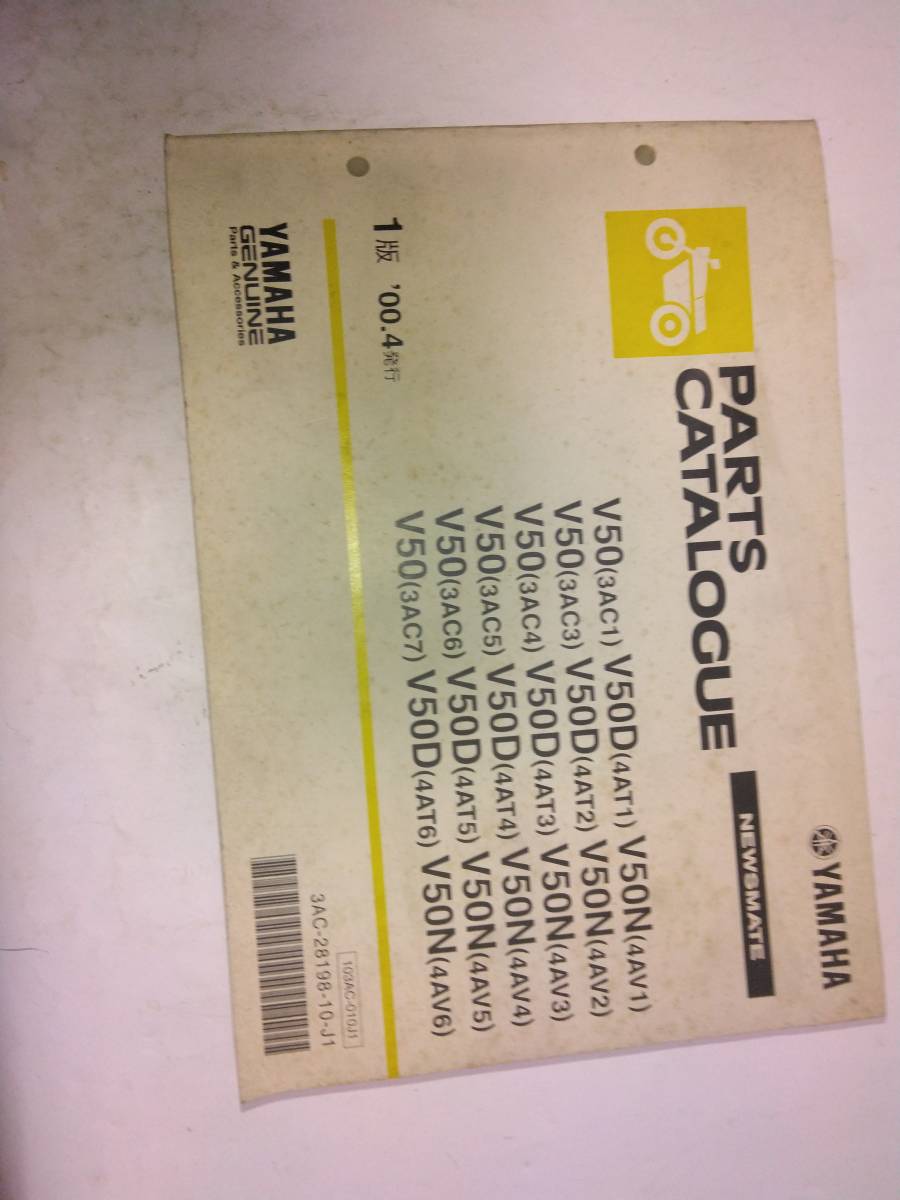 YAMAHA
PARTS
CATALOGUE
NEWSMATE
V50(3AC1) V50D(4AT1) V50N(4AV1)
V50(3AC3) V50D(4AT2) V50N(4AV2)
V50(3AC4) V50D(4AT3) V50N(4AV3)
V50(3AC5) V50D(4AT4) V50N(4AV4)
V50(3AC6) V50D(4AT5) V50N(4AV5)
V50(3AC7) V50D(4AT6) V50N(4AV6)
1版 '00.4発行
103AC-010J1
3AC-28198-10-J1
YAMAHA
GENUINE
Parts & Accessories